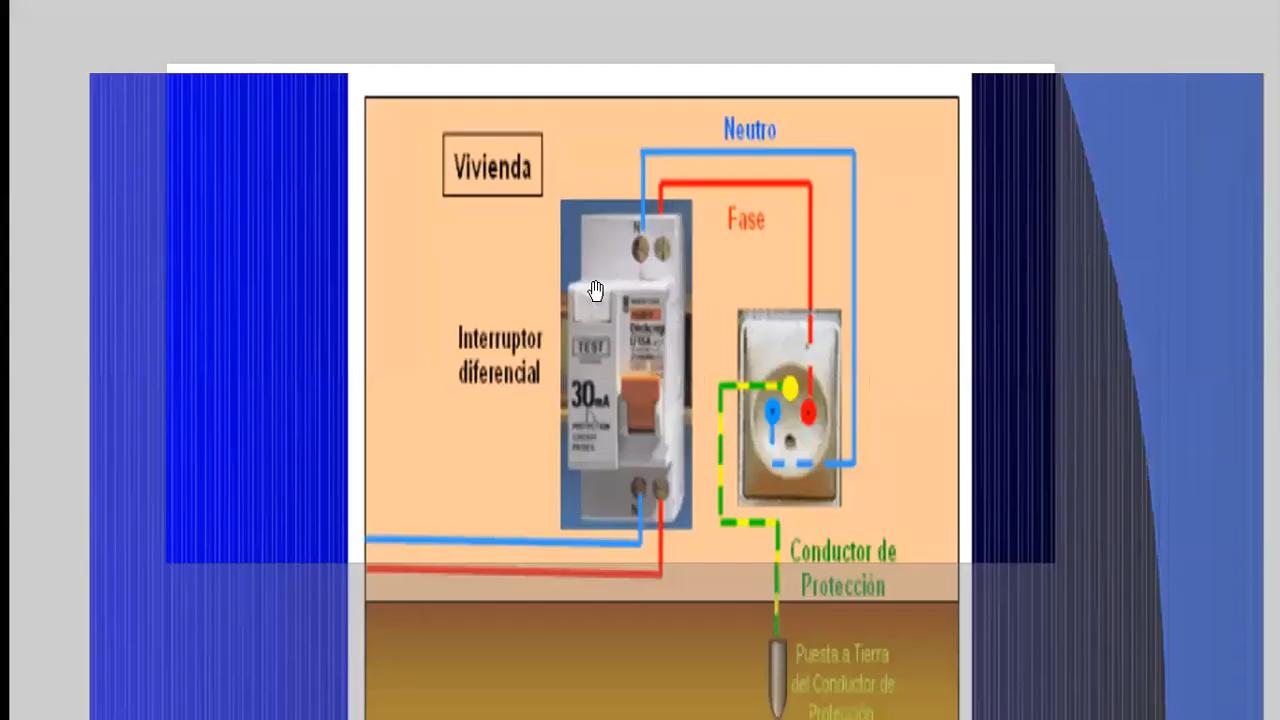 Neutro
Vivienda
Fase
N
Interruptor
diferencial
TEST
30mA
N
Conductor de
Protección
Puesta a Tierra
del Conductor de
Protección